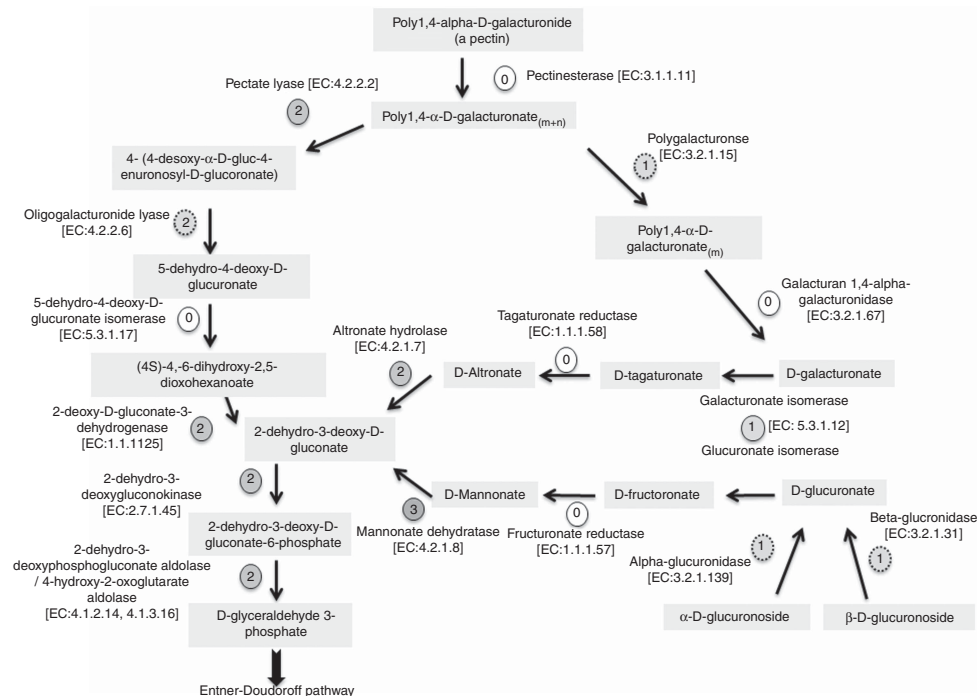 Poly1,4-alpha-D-galacturonide
(a pectin)
0
Pectinesterase [EC:3.1.1.11]
Pectate lyase [EC:4.2.2.2]
2
Poly1,4-α-D-galacturonate(m+n)
Polygalacturonse
[EC:3.2.1.15]
1
4- (4-desoxy-α-D-gluc-4-
enuronosyl-D-glucoronate)
Oligogalacturonide lyase
[EC:4.2.2.6]
2
Poly1,4-α-D-
galacturonate(m)
5-dehydro-4-deoxy-D-
glucuronate
Galacturan 1,4-alpha-
galacturonidase
[EC:3.2.1.67]
0
5-dehydro-4-deoxy-D-
glucuronate isomerase
[EC:5.3.1.17]
0
Tagaturonate reductase
[EC:1.1.1.58]
0
Altronate hydrolase
[EC:4.2.1.7]
2
(4S)-4,-6-dihydroxy-2,5-
dioxohexanoate
D-Altronate
D-tagaturonate
D-galacturonate
Galacturonate isomerase
1
[EC: 5.3.1.12]
Glucuronate isomerase
2-deoxy-D-gluconate-3-
dehydrogenase
[EC:1.1.1125]
2
2-dehydro-3-deoxy-D-
gluconate
2-dehydro-3-
deoxygluconokinase
[EC:2.7.1.45]
2
D-Mannonate
D-fructoronate
D-glucuronate
3
Mannonate dehydratase
[EC:4.2.1.8]
0
Fructuronate reductase
[EC:1.1.1.57]
Beta-glucronidase
[EC:3.2.1.31]
1
Alpha-glucuronidase
[EC:3.2.1.139]
1
2-dehydro-3-deoxy-D-
gluconate-6-phosphate
2-dehydro-3-
deoxyphosphogluconate aldolase
/ 4-hydroxy-2-oxoglutarate
aldolase
[EC:4.1.2.14, 4.1.3.16]
2
α-D-glucuronoside
β-D-glucuronoside
D-glyceraldehyde 3-
phosphate
Entner-Doudoroff pathway